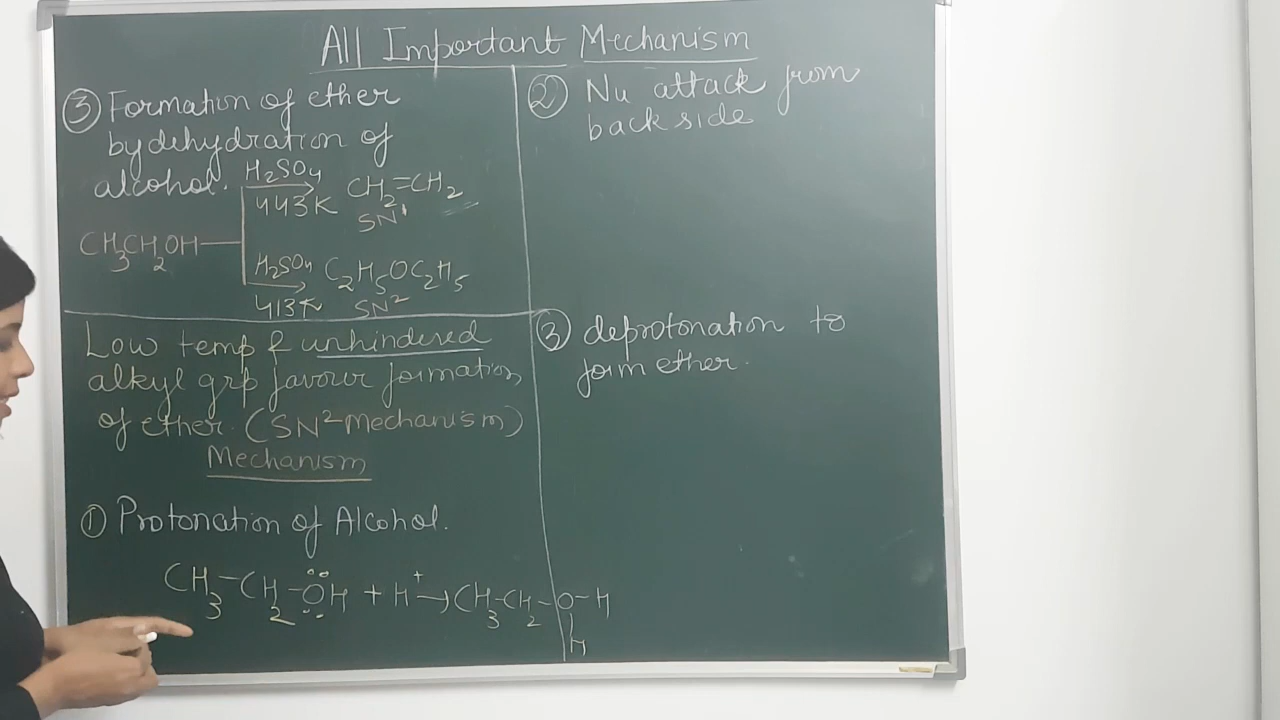 All Important Mechanism
③ Formation of ether
by dehydration of
alcohol.
H₂SO₄
443K
CH₂=CH₂
SN¹
CH₃CH₂OH
H₂SO₄
413K
C₂H₅OC₂H₅
SN²
Low temp & unhindered
alkyl grp favour formation
of ether. (SN² Mechanism)
Mechanism
① Protonation of Alcohol.
CH₃-CH₂-OH + H⁺ → CH₃-CH₂-O-H
H
② Nu attack from
back side
③ deprotonation to
form ether.